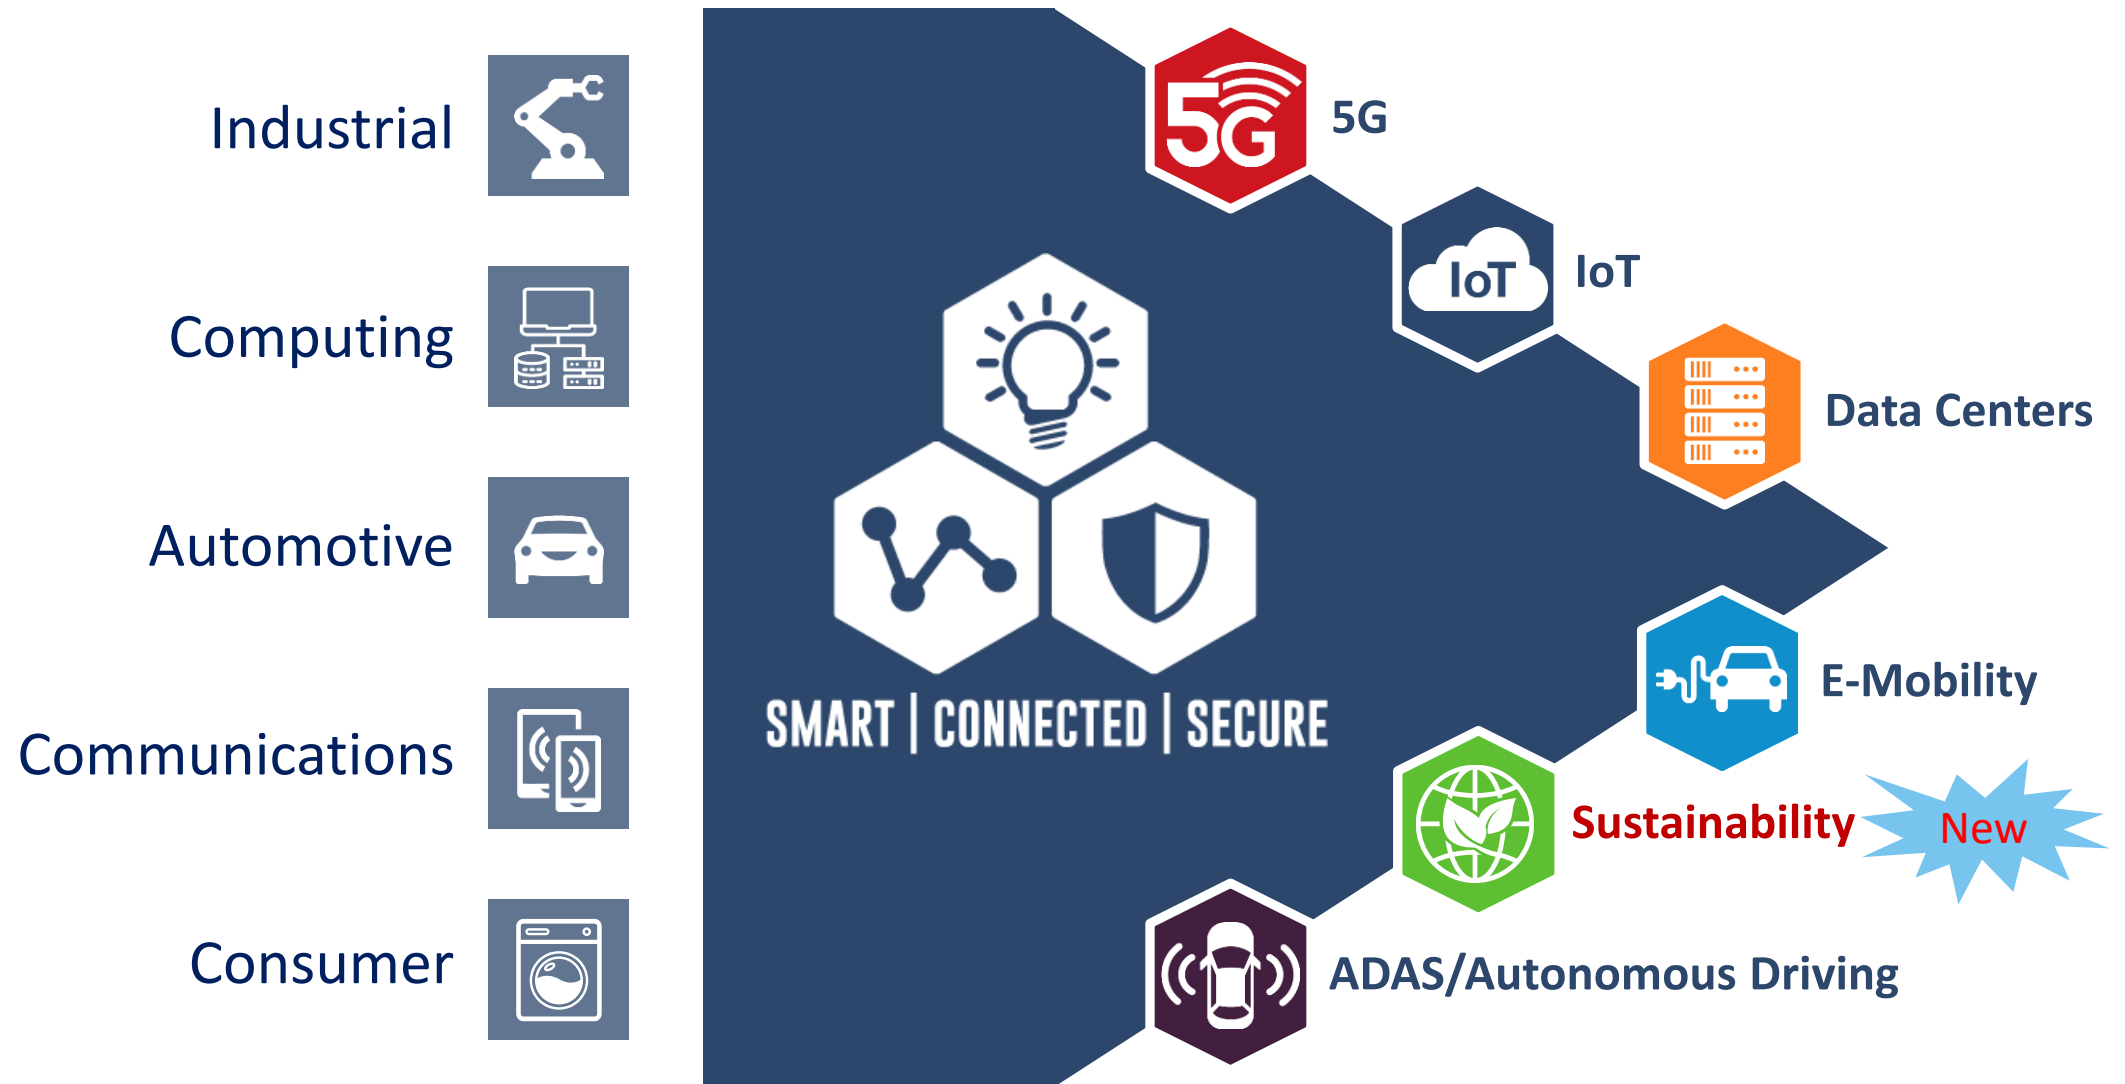 Industrial
Computing
Automotive
Communications
Consumer
SMART | CONNECTED | SECURE
5G
5G
IoT
IoT
Data Centers
E-Mobility
Sustainability
New
ADAS/Autonomous Driving